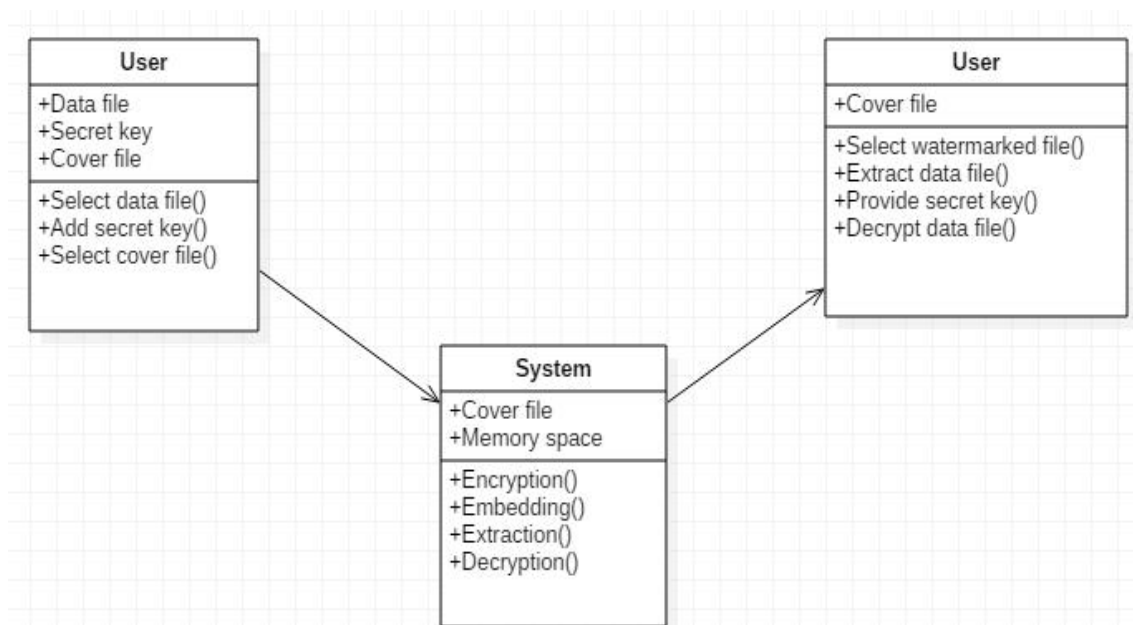 User
+Data file
+Secret key
+Cover file
+Select data file()
+Add secret key()
+Select cover file()
User
+Cover file
+Select watermarked file()
+Extract data file()
+Provide secret key()
+Decrypt data file()
System
+Cover file
+Memory space
+Encryption()
+Embedding()
+Extraction()
+Decryption()